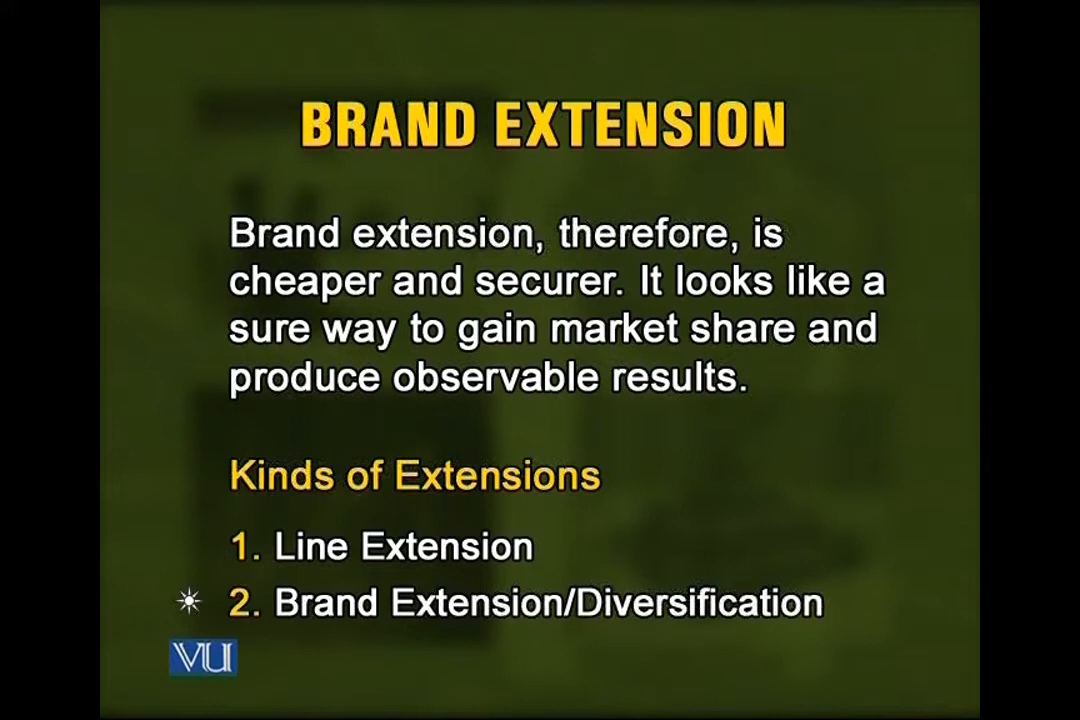 BRAND EXTENSION
Brand extension, therefore, is
cheaper and securer. It looks like a
sure way to gain market share and
produce observable results.
Kinds of Extensions
1. Line Extension
2. Brand Extension/Diversification
VU